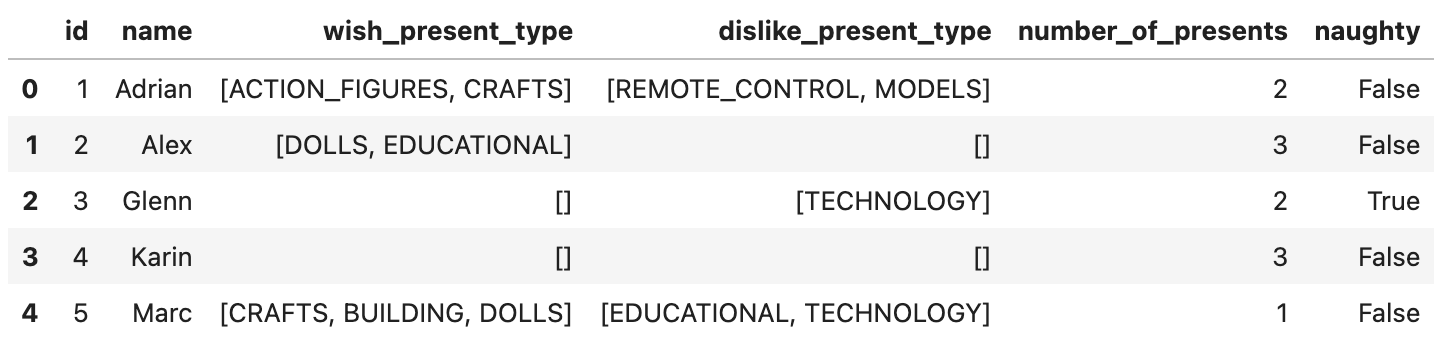 id name wish_present_type dislike_present_type number_of_presents naughty
0 1 Adrian [ACTION_FIGURES, CRAFTS] [REMOTE_CONTROL, MODELS] 2 False
1 2 Alex [DOLLS, EDUCATIONAL] [] 3 False
2 3 Glenn [] [TECHNOLOGY] 2 True
3 4 Karin [] [] 3 False
4 5 Marc [CRAFTS, BUILDING, DOLLS] [EDUCATIONAL, TECHNOLOGY] 1 False